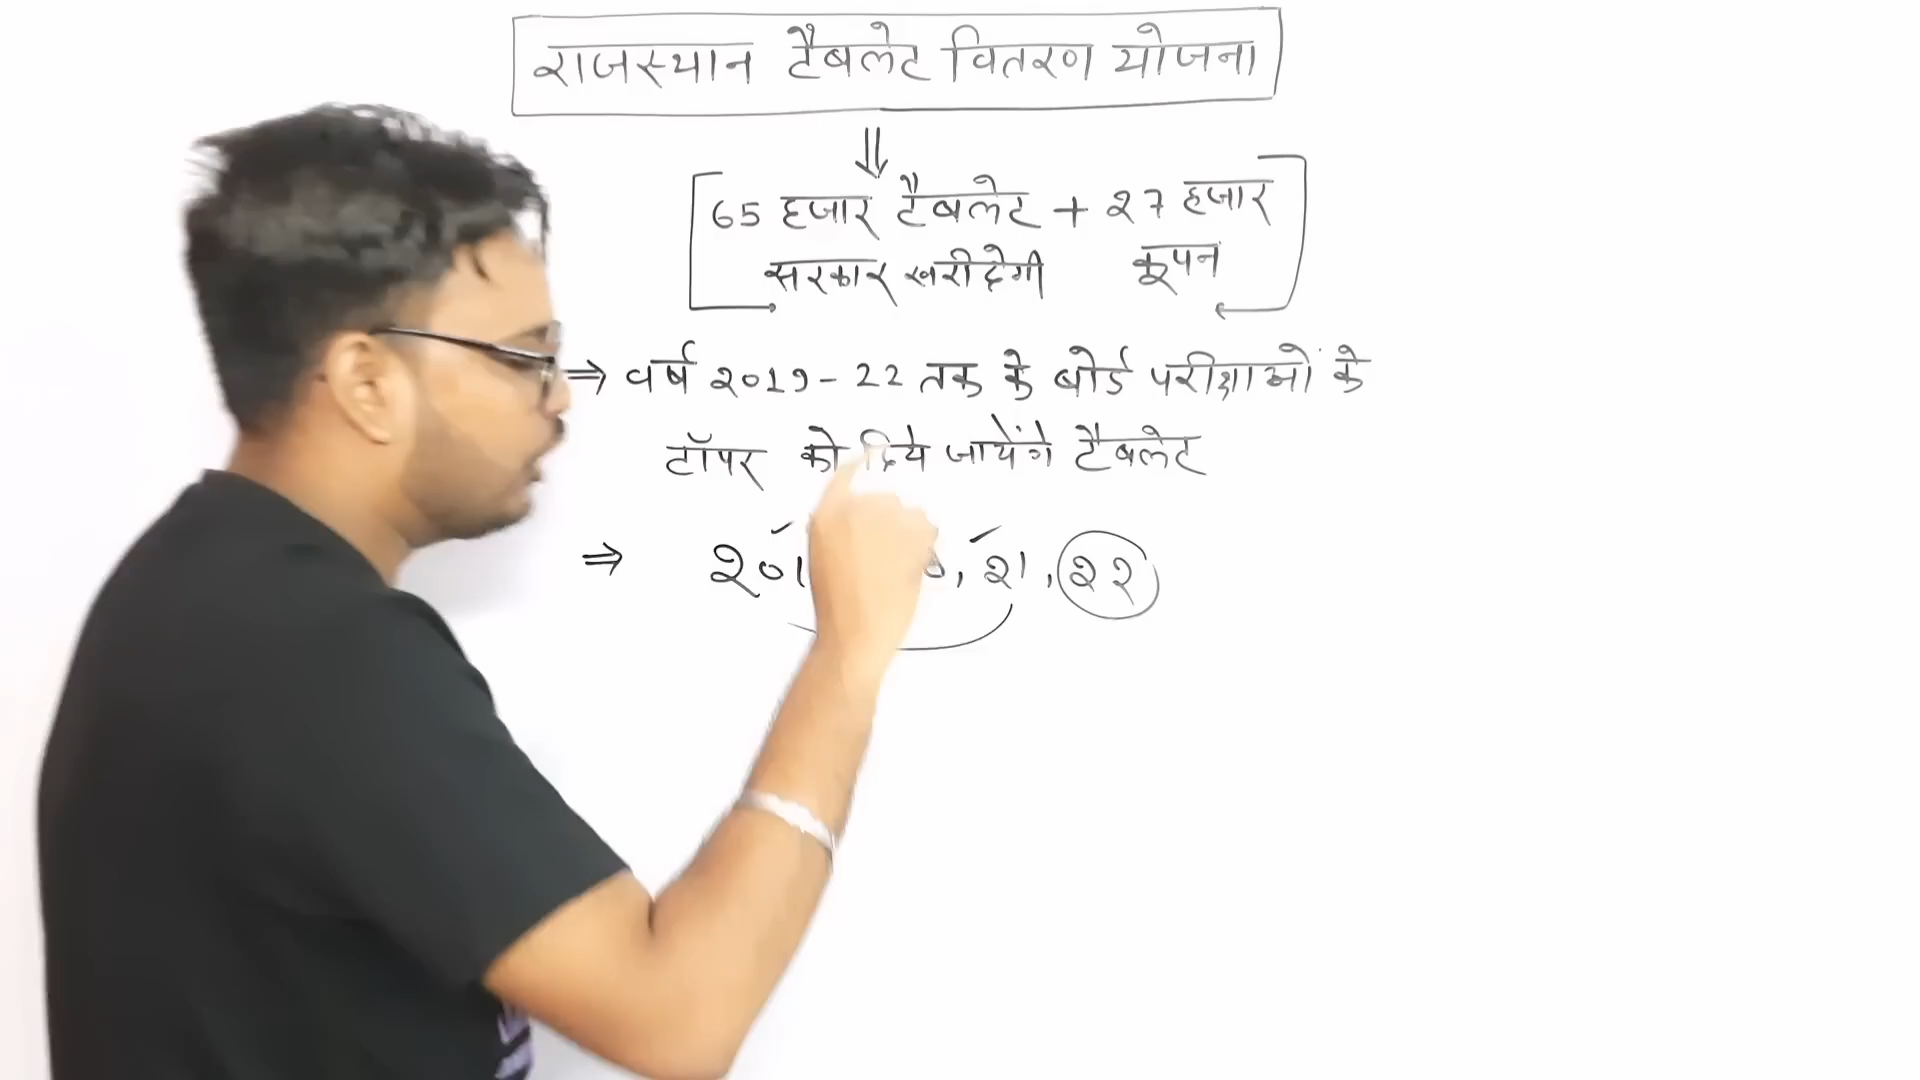 राजस्थान टैबलेट वितरण योजना
65 हजार टैबलेट + 27 हजार
सरकार खरीदेगी कूपन
⇒ वर्ष 2019-22 तक के बोर्ड परीक्षाओं के
टॉपर को दिये जायेंगे टैबलेट
⇒ 201 , 21, 22